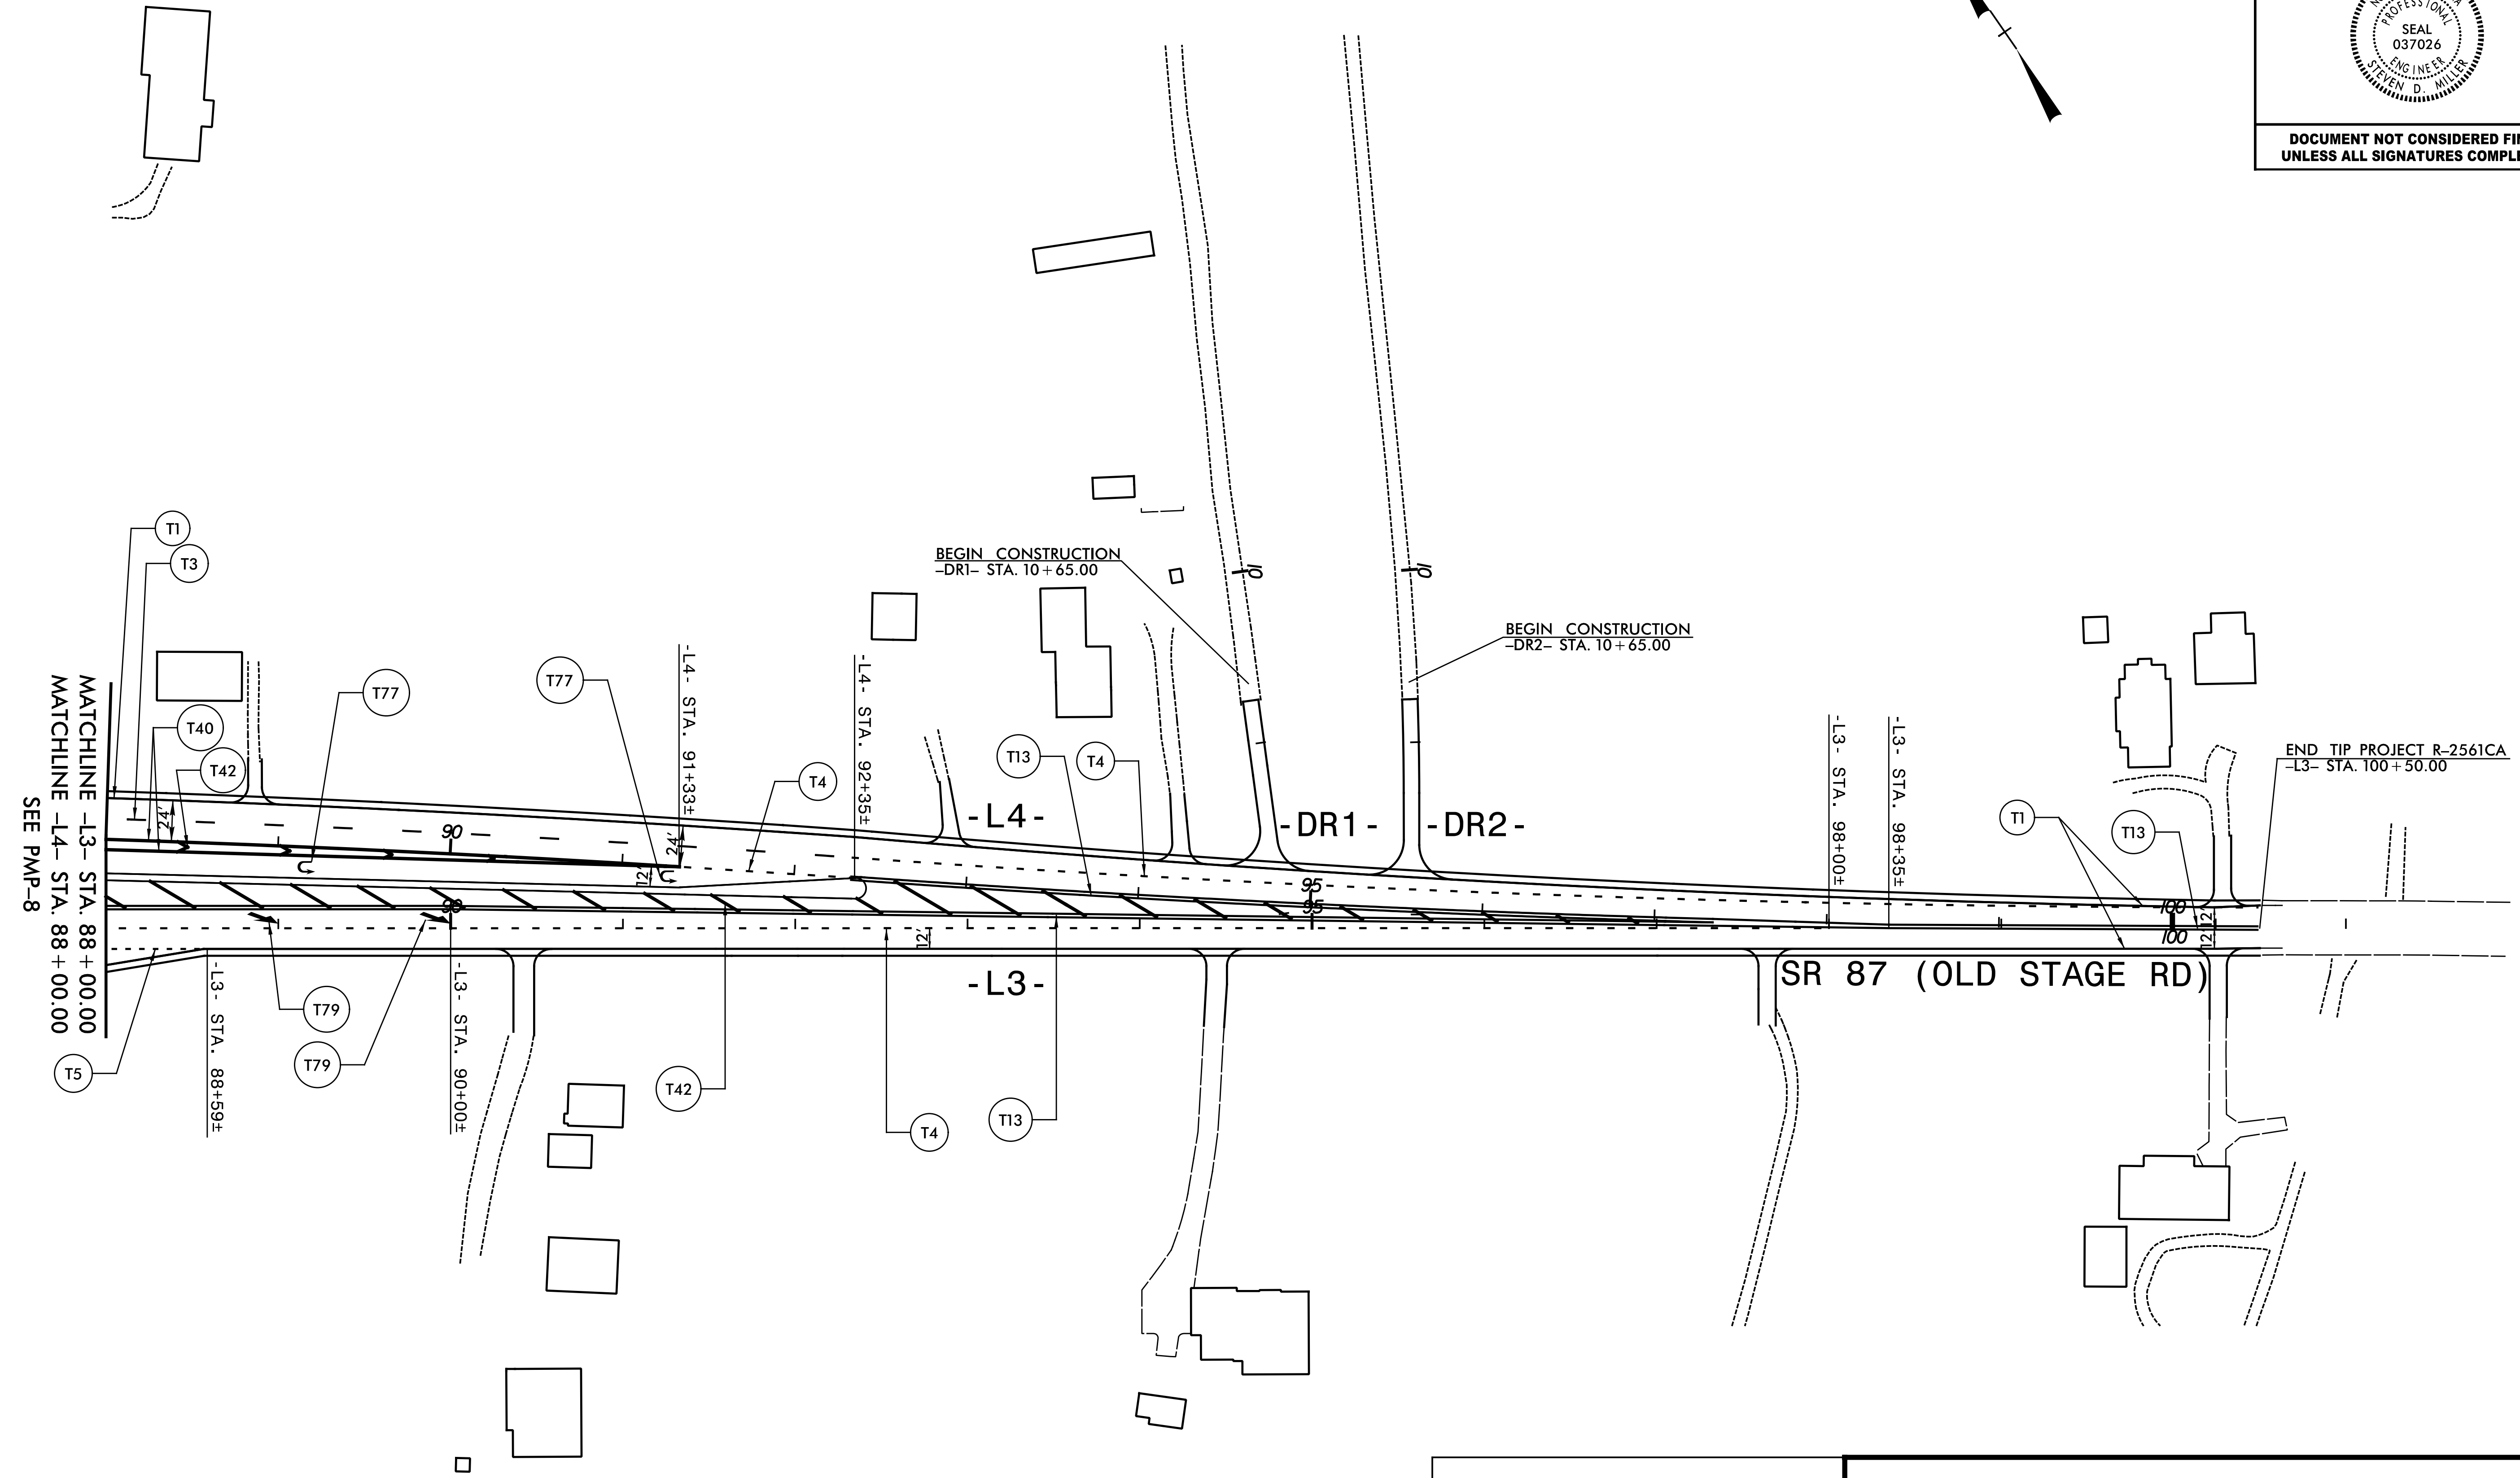 PROFESSIONAL
SEAL
037026
ENGINEER
STEVEN D. MILLER
DOCUMENT NOT CONSIDERED
UNLESS ALL SIGNATURES
BEGIN CONSTRUCTION
-DR1- STA. 10+65.00
10
10
BEGIN CONSTRUCTION
-DR2- STA. 10+65.00
T1
T3
T77
T77
T40
T42
-L4- STA. 91+33±
-L4- STA. 92+35±
T4
T13
T4
-L4-
-DR1-
-DR2-
-L3- STA. 98+00±
-L3- STA. 98+35±
T1
T13
END TIP PROJECT R-2561CA
-L3- STA. 100+50.00
MATCHLINE -L3- STA. 88+00.00
MATCHLINE -L4- STA. 88+00.00
SEE PMP-8
24'
90
24'
12'
90
95
95
100
100
12'
12'
12'
-L3-
SR 87 (OLD STAGE RD)
T5
-L3- STA. 88+59±
T79
T79
-L3- STA. 90+00±
T42
T4
T13